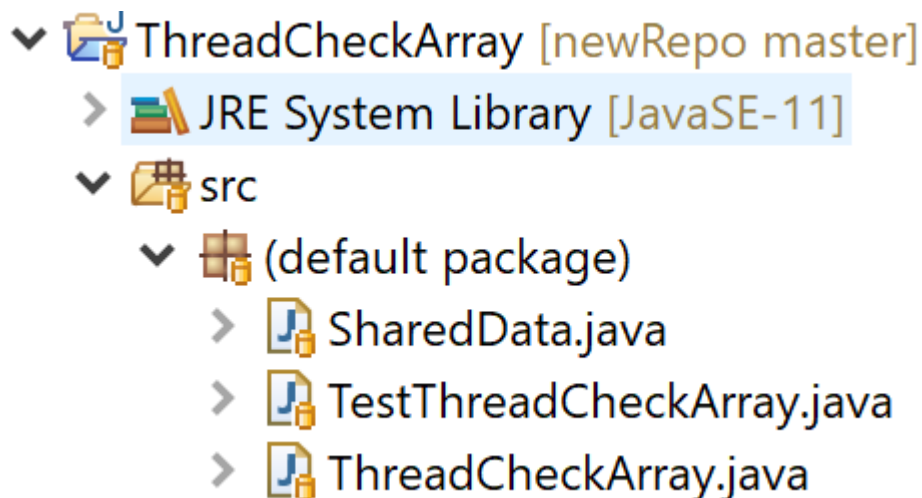 ThreadCheckArray [newRepo master]
JRE System Library [JavaSE-11]
src
(default package)
SharedData.java
TestThreadCheckArray.java
ThreadCheckArray.java